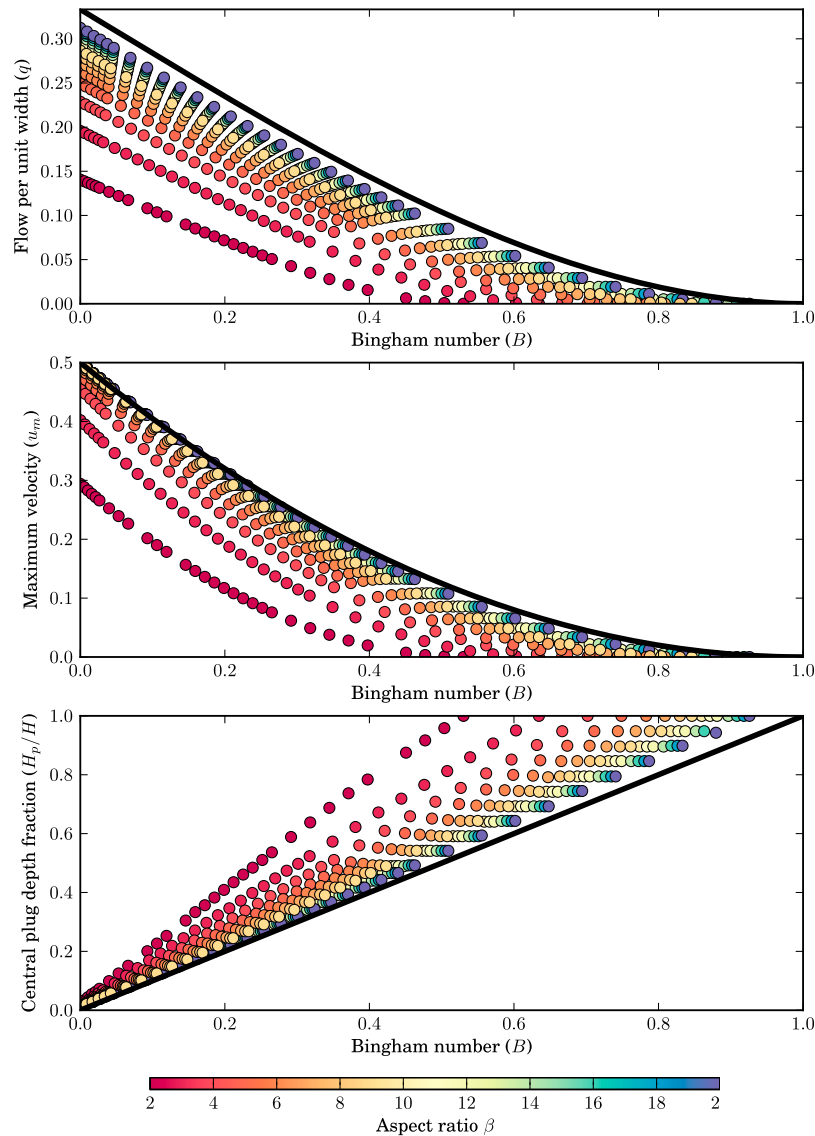 0.30
0.25
0.20
0.15
0.10
0.05
0.00
Flow per unit width (q)
0.0 0.2 0.4 0.6 0.8 1.0
Bingham number (B)
0.5
0.4
0.3
0.2
0.1
0.0
Maximum velocity (u_m)
0.0 0.2 0.4 0.6 0.8 1.0
Bingham number (B)
1.0
0.8
0.6
0.4
0.2
0.0
Central plug depth fraction (H_p/H)
0.0 0.2 0.4 0.6 0.8 1.0
Bingham number (B)
2 4 6 8 10 12 14 16 18 2
Aspect ratio β